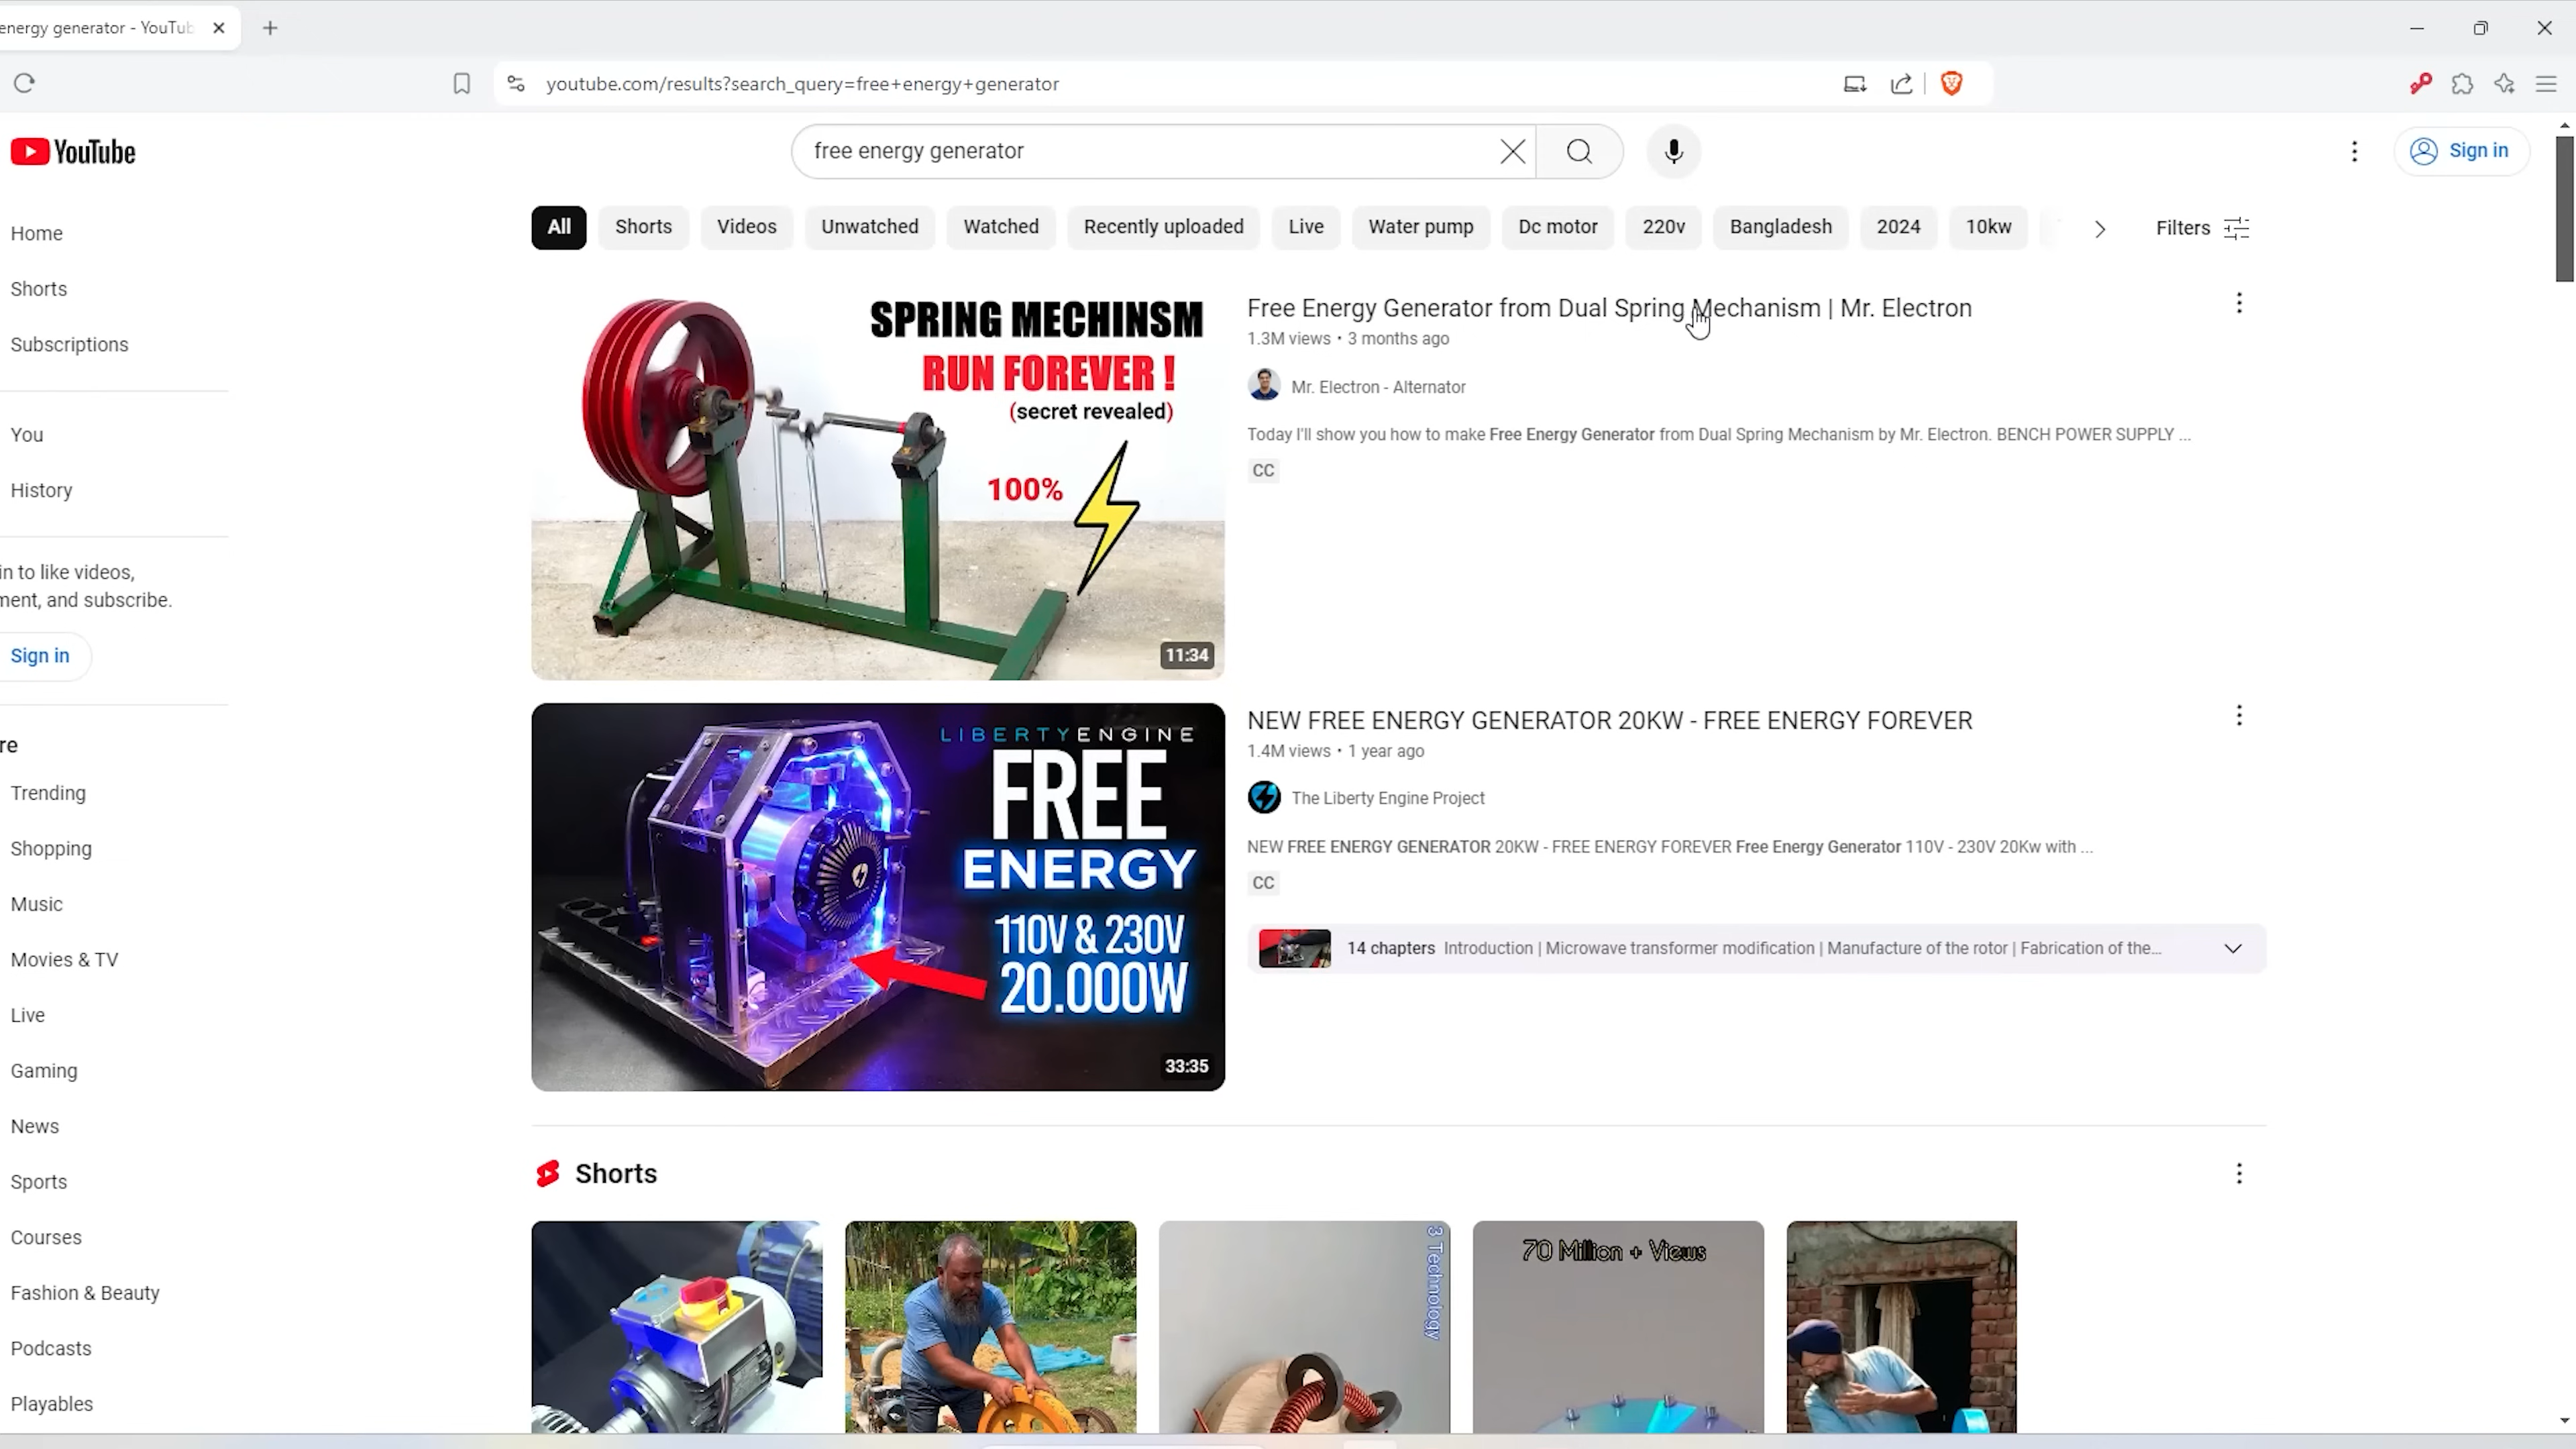 energy generator - YouTub
youtube.com/results?search_query=free+energy+generator
YouTube
free energy generator
Sign in
Home
Shorts
Subscriptions
You
History
in to like videos,
ment, and subscribe.
Sign in
re
Trending
Shopping
Music
Movies & TV
Live
Gaming
News
Sports
Courses
Fashion & Beauty
Podcasts
Playables
All Shorts Videos Unwatched Watched Recently uploaded Live Water pump Dc motor 220v Bangladesh 2024 10kw Filters
SPRING MECHINSM
RUN FOREVER !
(secret revealed)
100%
11:34
Free Energy Generator from Dual Spring Mechanism | Mr. Electron
1.3M views • 3 months ago
Mr. Electron - Alternator
Today I'll show you how to make Free Energy Generator from Dual Spring Mechanism by Mr. Electron. BENCH POWER SUPPLY ...
CC
LIBERTYENGINE
FREE
ENERGY
110V & 230V
20.000W
33:35
NEW FREE ENERGY GENERATOR 20KW - FREE ENERGY FOREVER
1.4M views • 1 year ago
The Liberty Engine Project
NEW FREE ENERGY GENERATOR 20KW - FREE ENERGY FOREVER Free Energy Generator 110V - 230V 20Kw with ...
CC
14 chapters Introduction | Microwave transformer modification | Manufacture of the rotor | Fabrication of the...
Shorts
3 Technology
70 Million + Views